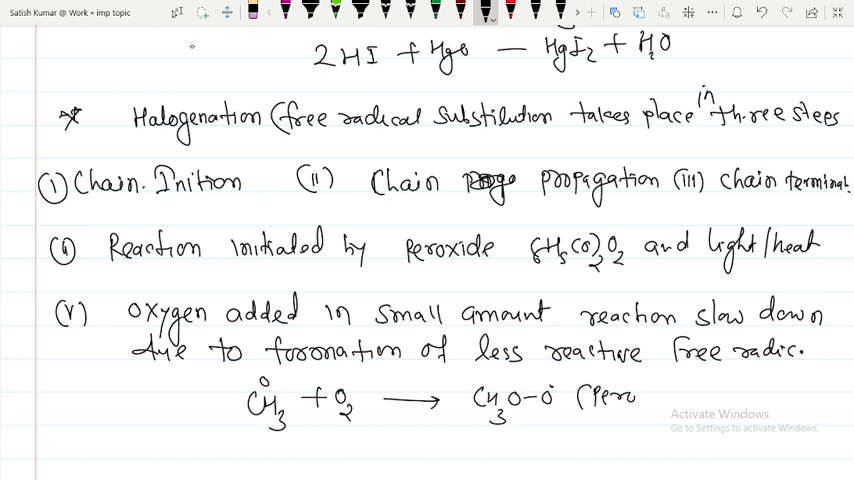 Satish Kumar @ Work » imp topic
2HI + HgO — HgI2 + H2O
Halogenation (free radical substitution takes place in three steps
(i) Chain. Inition (ii) Chain propagation (iii) chain terminat.
(ii) Reaction initiated by peroxide (6H5CO)2O2 and light/heat
(V) Oxygen added in small amount reaction slow down
due to formation of less reactive free radic.
CH3 + O2 → CH3O-O (Pero
Activate Windows
Go to Settings to activate Windows.